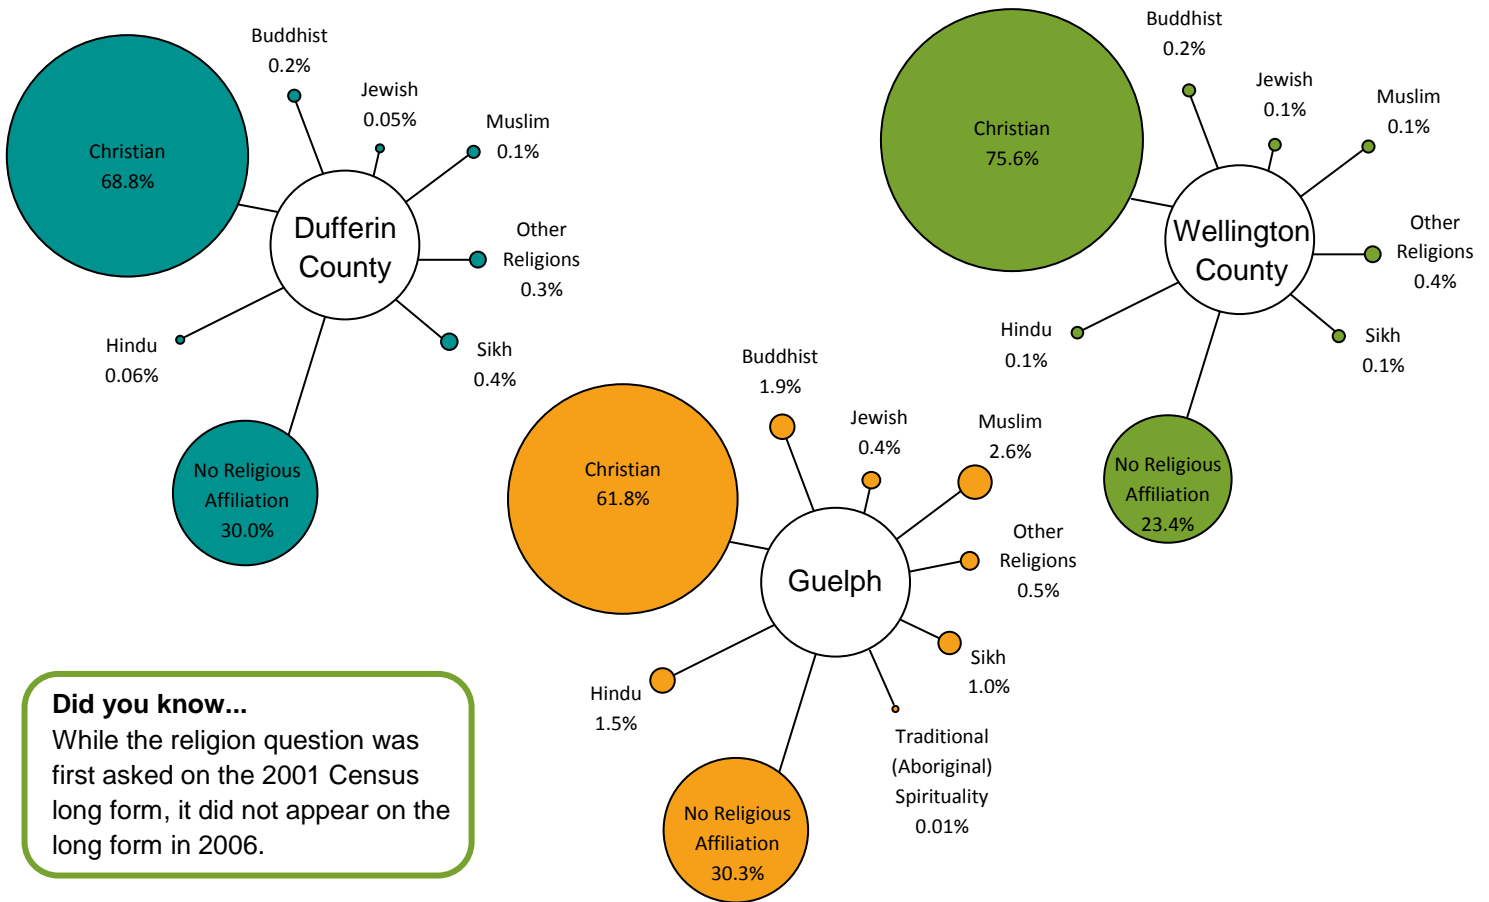 Buddhist
0.2%
Jewish
0.05%
Muslim
0.1%
Christian
68.8%
Dufferin
County
Other
Religions
0.3%
Hindu
0.06%
Sikh
0.4%
No Religious
Affiliation
30.0%
Buddhist
0.2%
Jewish
0.1%
Muslim
0.1%
Christian
75.6%
Wellington
County
Other
Religions
0.4%
Hindu
0.1%
Sikh
0.1%
No Religious
Affiliation
23.4%
Buddhist
1.9%
Jewish
0.4%
Muslim
2.6%
Christian
61.8%
Guelph
Other
Religions
0.5%
Sikh
1.0%
Hindu
1.5%
Traditional
(Aboriginal)
Spirituality
0.01%
No Religious
Affiliation
30.3%
Did you know...
While the religion question was
first asked on the 2001 Census
long form, it did not appear on the
long form in 2006.